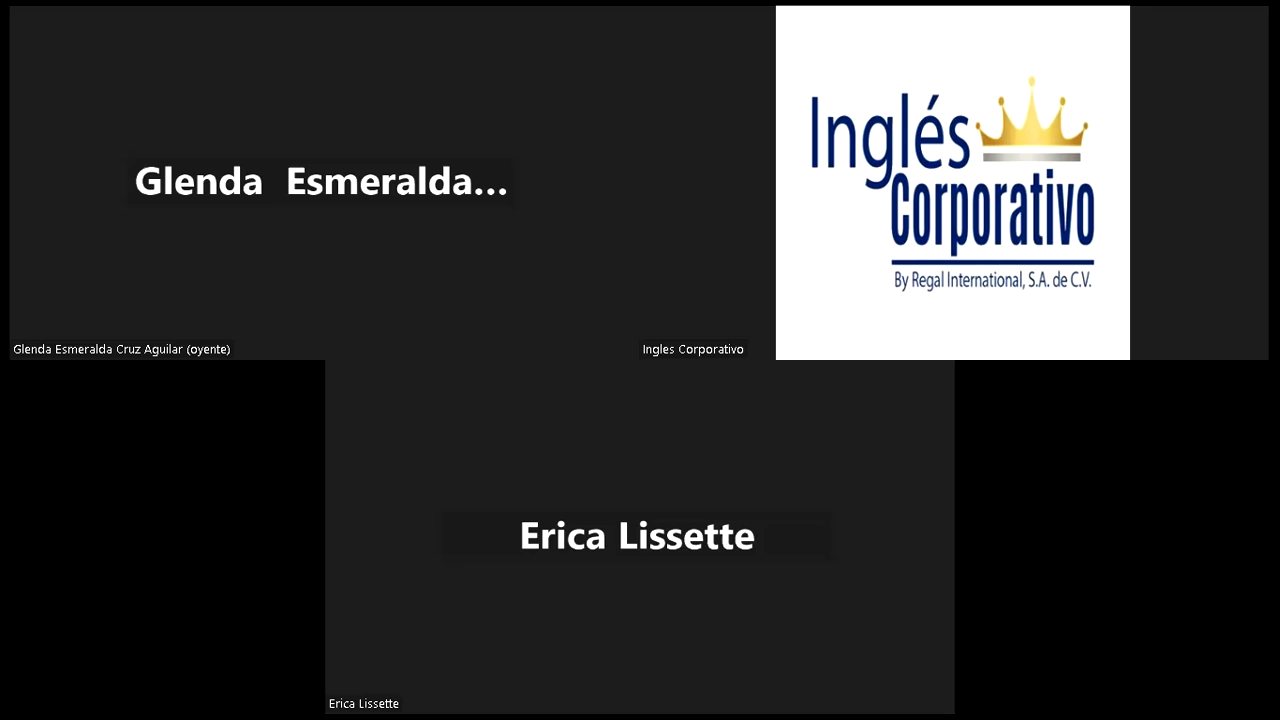 Glenda Esmeralda...
Glenda Esmeralda Cruz Aguilar (oyente)
Inglés
Corporativo
By Regal International, S.A. de C.V.
Ingles Corporativo
Erica Lissette
Erica Lissette